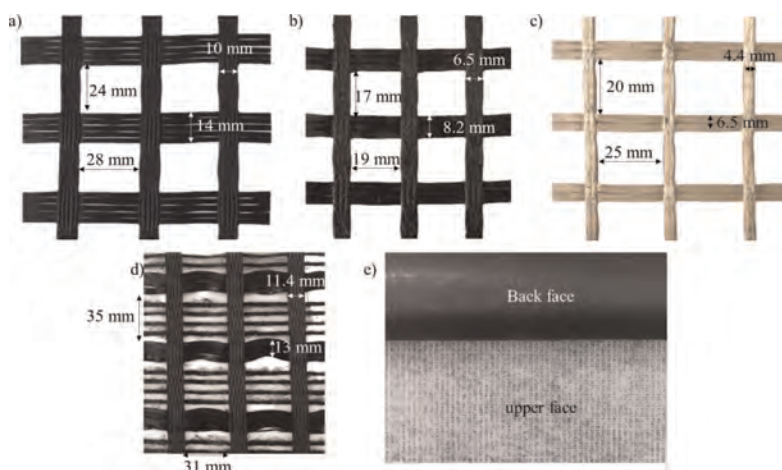 a)
10 mm
24 mm
14 mm
28 mm
b)
6.5 mm
17 mm
8.2 mm
19 mm
c)
4.4 mm
20 mm
6.5 mm
25 mm
d)
11.4 mm
35 mm
13 mm
31 mm
e)
Back face
upper face